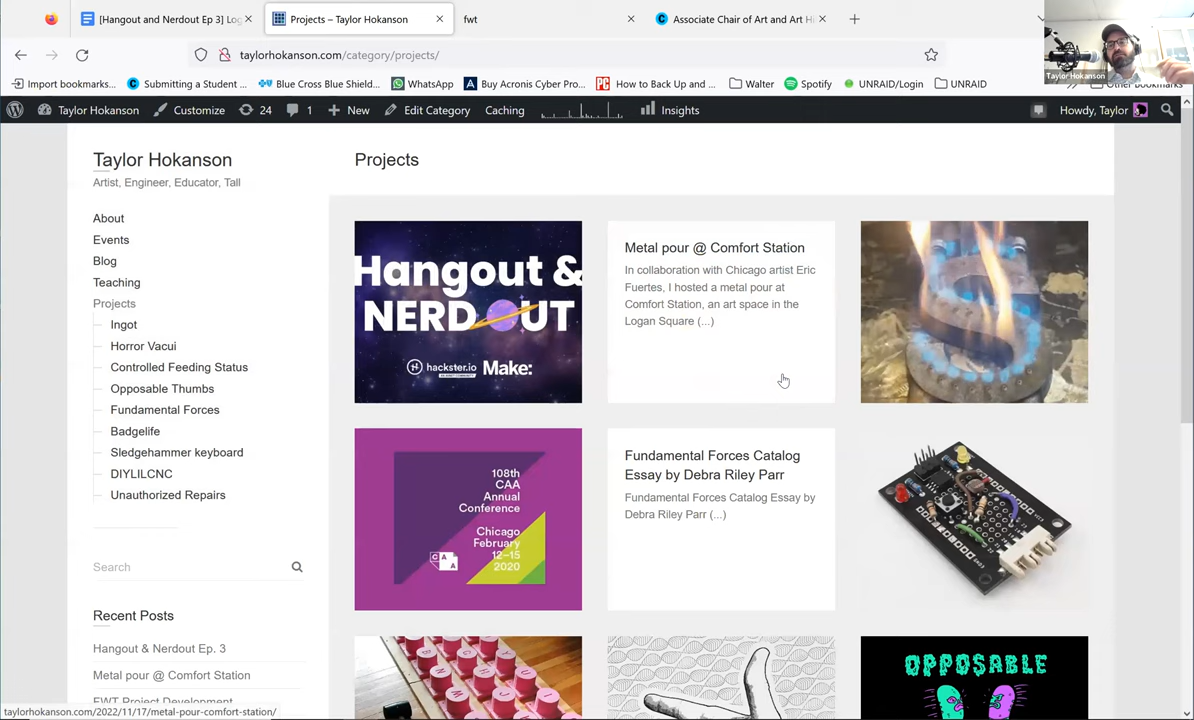 [Hangout and Nerdout Ep 3] Lo
Projects – Taylor Hokanson
fwt
Associate Chair of Art and Art Hi
taylorhokanson.com/category/projects/
Import bookmarks...
Submitting a Student ...
Blue Cross Blue Shield...
WhatsApp
Buy Acronis Cyber Pro...
How to Back Up and ...
Walter
Spotify
UNRAID/Login
UNRAID
Other Bookmarks
Taylor Hokanson
Taylor Hokanson
Customize
24
1
New
Edit Category
Caching
Insights
Howdy, Taylor
Taylor Hokanson
Artist, Engineer, Educator, Tall
About
Events
Blog
Teaching
Projects
Ingot
Horror Vacui
Controlled Feeding Status
Opposable Thumbs
Fundamental Forces
Badgelife
Sledgehammer keyboard
DIYLILCNC
Unauthorized Repairs
Search
Recent Posts
Hangout & Nerdout Ep. 3
Metal pour @ Comfort Station
FWT Project Development
Projects
Hangout &
NERD OUT
hackster.io
Make:
Metal pour @ Comfort Station
In collaboration with Chicago artist Eric
Fuertes, I hosted a metal pour at
Comfort Station, an art space in the
Logan Square (...)
108th
CAA
Annual
Conference
Chicago
February
12–15
2020
C A A
Fundamental Forces Catalog
Essay by Debra Riley Parr
Fundamental Forces Catalog Essay by
Debra Riley Parr (...)
OPPOSABLE
taylorhokanson.com/2022/11/17/metal-pour-comfort-station/